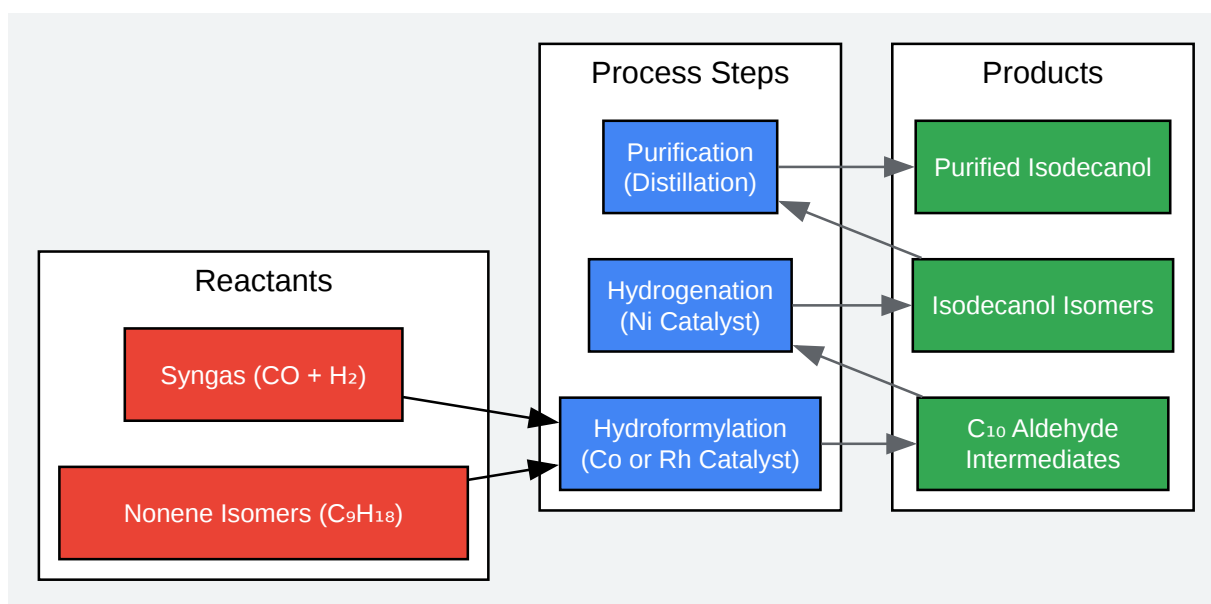 Reactants
Syngas (CO + H₂)
Nonene Isomers (C₉H₁₈)
Process Steps
Purification
(Distillation)
Hydrogenation
(Ni Catalyst)
Hydroformylation
(Co or Rh Catalyst)
Products
Purified Isodecanol
Isodecanol Isomers
C₁₀ Aldehyde
Intermediates